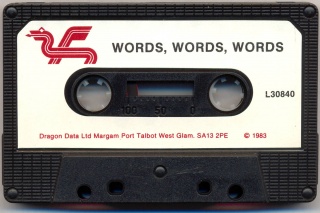 WORDS, WORDS, WORDS
L30840
100 50 0
Dragon Data Ltd Margam Port Talbot West Glam. SA13 2PE © 1983